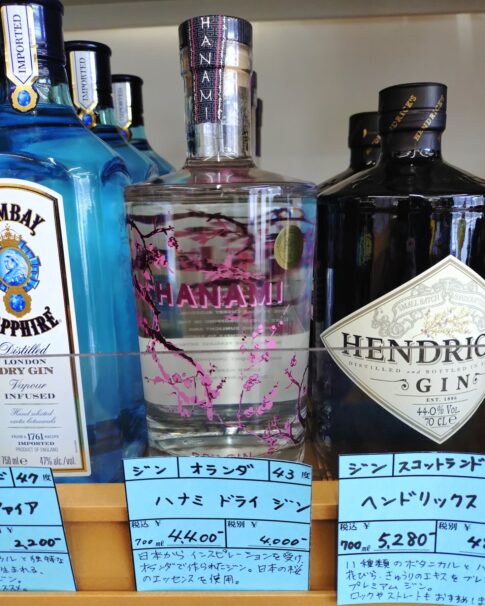 IMPORTED
IMPORTED
HANAMI
HENDRICK'S
BOMBAY
SAPPHIRE
Distilled
LONDON
DRY GIN
Vapour
INFUSED
FROM A 1761 RECIPE
IMPORTED
PRODUCT OF ENGLAND
750 ml 47% alc./vol
HANAMI
SMALL BATCH
HENDRIC
DISTILLED and BOTTLED IN
GIN
EST. 1886
44.0% Vol.
70 CL ℮
ド 47度
ァイア
2,200-
ジン オランダ 43度
ハナミ ドライ ジン
税込 ¥ 税別 ¥
700ml 4400- 4,000-
日本から インスピレーションを受け
オランダで作られたジン。日本の桜
のエッセンスを使用。
ジン スコットランド
ヘンドリックス
税込 ¥ 税別
700ml 5,280-
11種類のボタニカルと
花びら・きゅうりのエキスをブレ
プレミアム ジン。
ロックやストレートもおすすめ